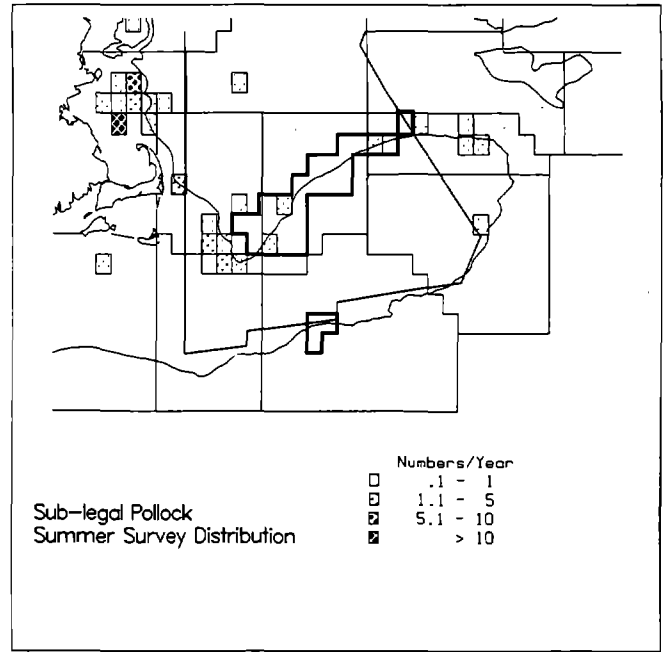 Numbers/Year
.1 - 1
1.1 - 5
5.1 - 10
> 10
Sub-legal Pollock
Summer Survey Distribution